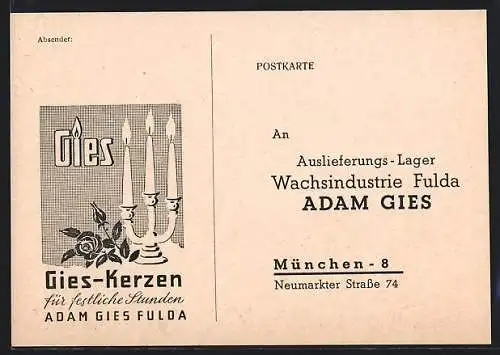 Absender:
Gies
Gies-Kerzen
für festliche Stunden
ADAM GIES FULDA
POSTKARTE
An
Auslieferungs-Lager
Wachsindustrie Fulda
ADAM GIES
München-8
Neumarkter Straße 74